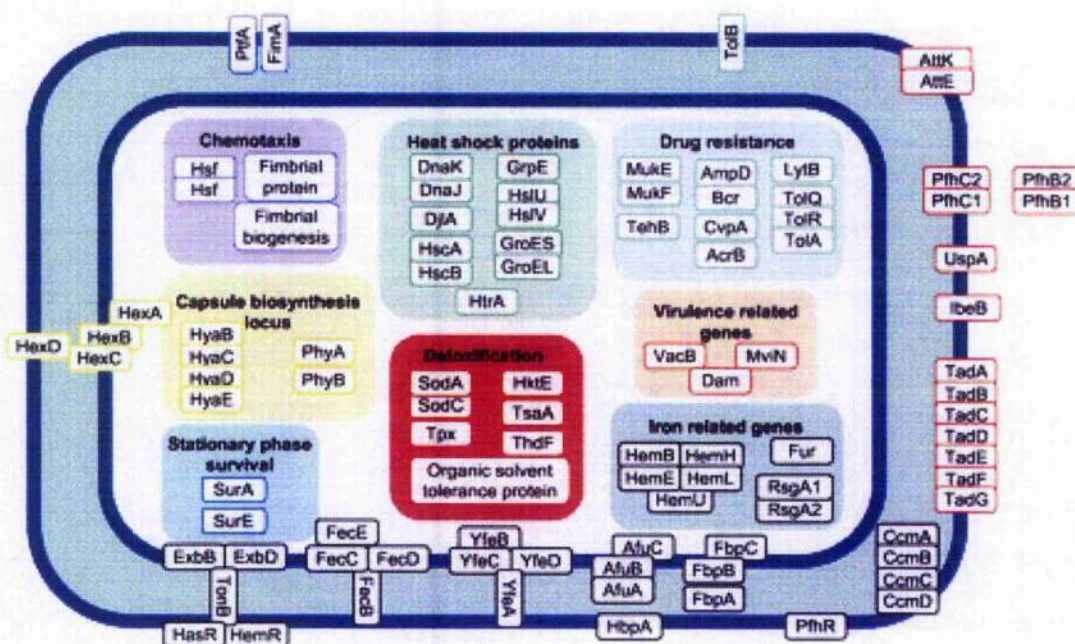 PtfA
FimA
TolB
AttK
AttE
Chemotaxis
Hsf
Hsf
Fimbrial
protein
Fimbrial
biogenesis
Heat shock proteins
DnaK
DnaJ
DjlA
HscA
HscB
GrpE
HslU
HslV
GroES
GroEL
HtrA
Drug resistance
MukE
MukF
TehB
AmpD
Bcr
CvpA
AcrB
LytB
TolQ
TolR
TolA
PfhC2
PfhC1
PfhB2
PfhB1
UspA
IbeB
HexA
HexB
HexD
HexC
Capsule biosynthesis
locus
HyaB
HvaC
HvaD
HyaE
PhyA
PhyB
Detoxification
SodA
SodC
Tpx
HktE
TsaA
ThdF
Organic solvent
tolerance protein
Virulence related
genes
VacB
MviN
Dam
TadA
TadB
TadC
TadD
TadE
TadF
TadG
Stationary phase
survival
SurA
SurE
Iron related genes
HemB
HemH
HemE
HemL
HemU
Fur
RsgA1
RsgA2
ExbB
ExbD
TonB
HasR
HemR
FecE
FecC
FecD
FecB
YfeB
YfeC
YfeD
YfeA
AfuC
AfuB
AfuA
FbpC
FbpB
FbpA
HbpA
PfhR
CcmA
CcmB
CcmC
CcmD